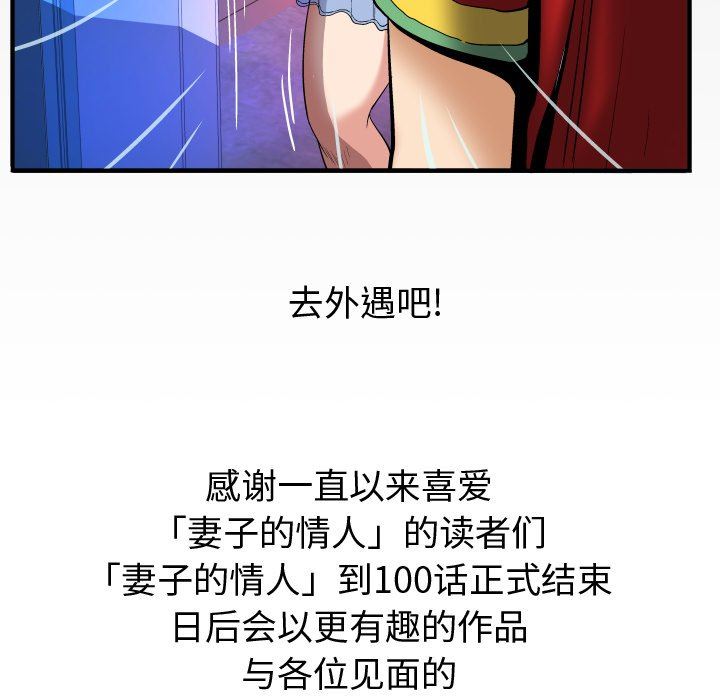 去外遇吧!
感谢一直以来喜爱
「妻子的情人」的读者们
「妻子的情人」到100话正式结束
日后会以更有趣的作品
与各位见面的